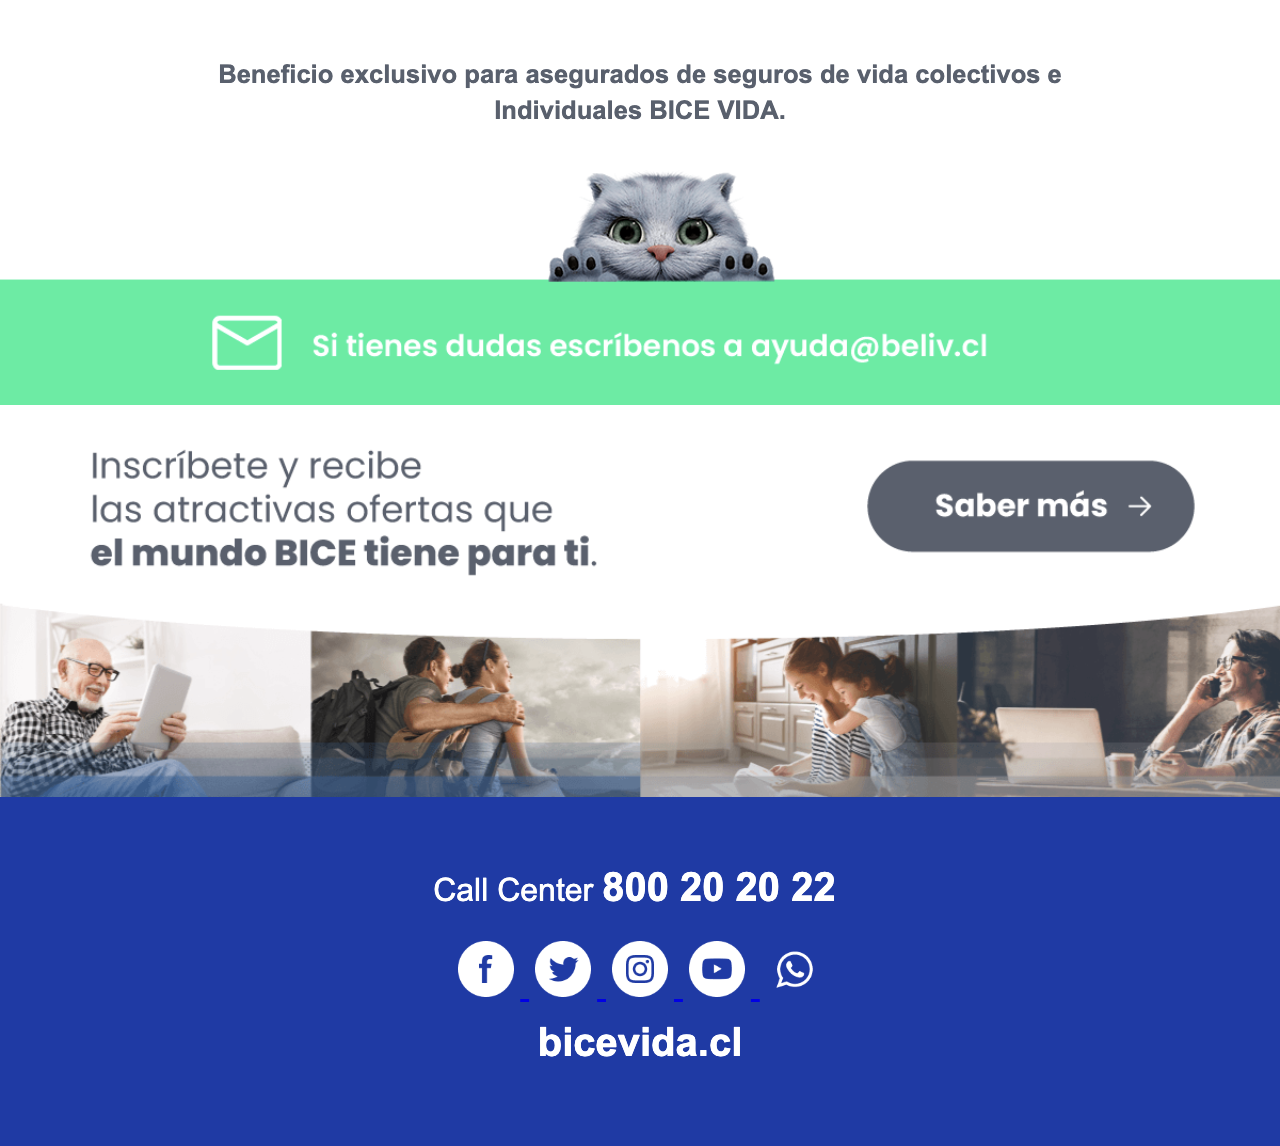 Beneficio exclusivo para asegurados de seguros de vida colectivos e
Individuales BICE VIDA.
Si tienes dudas escríbenos a ayuda@beliv.cl
Inscríbete y recibe
las atractivas ofertas que
el mundo BICE tiene para ti.
Saber más →
Call Center 800 20 20 22
bicevida.cl